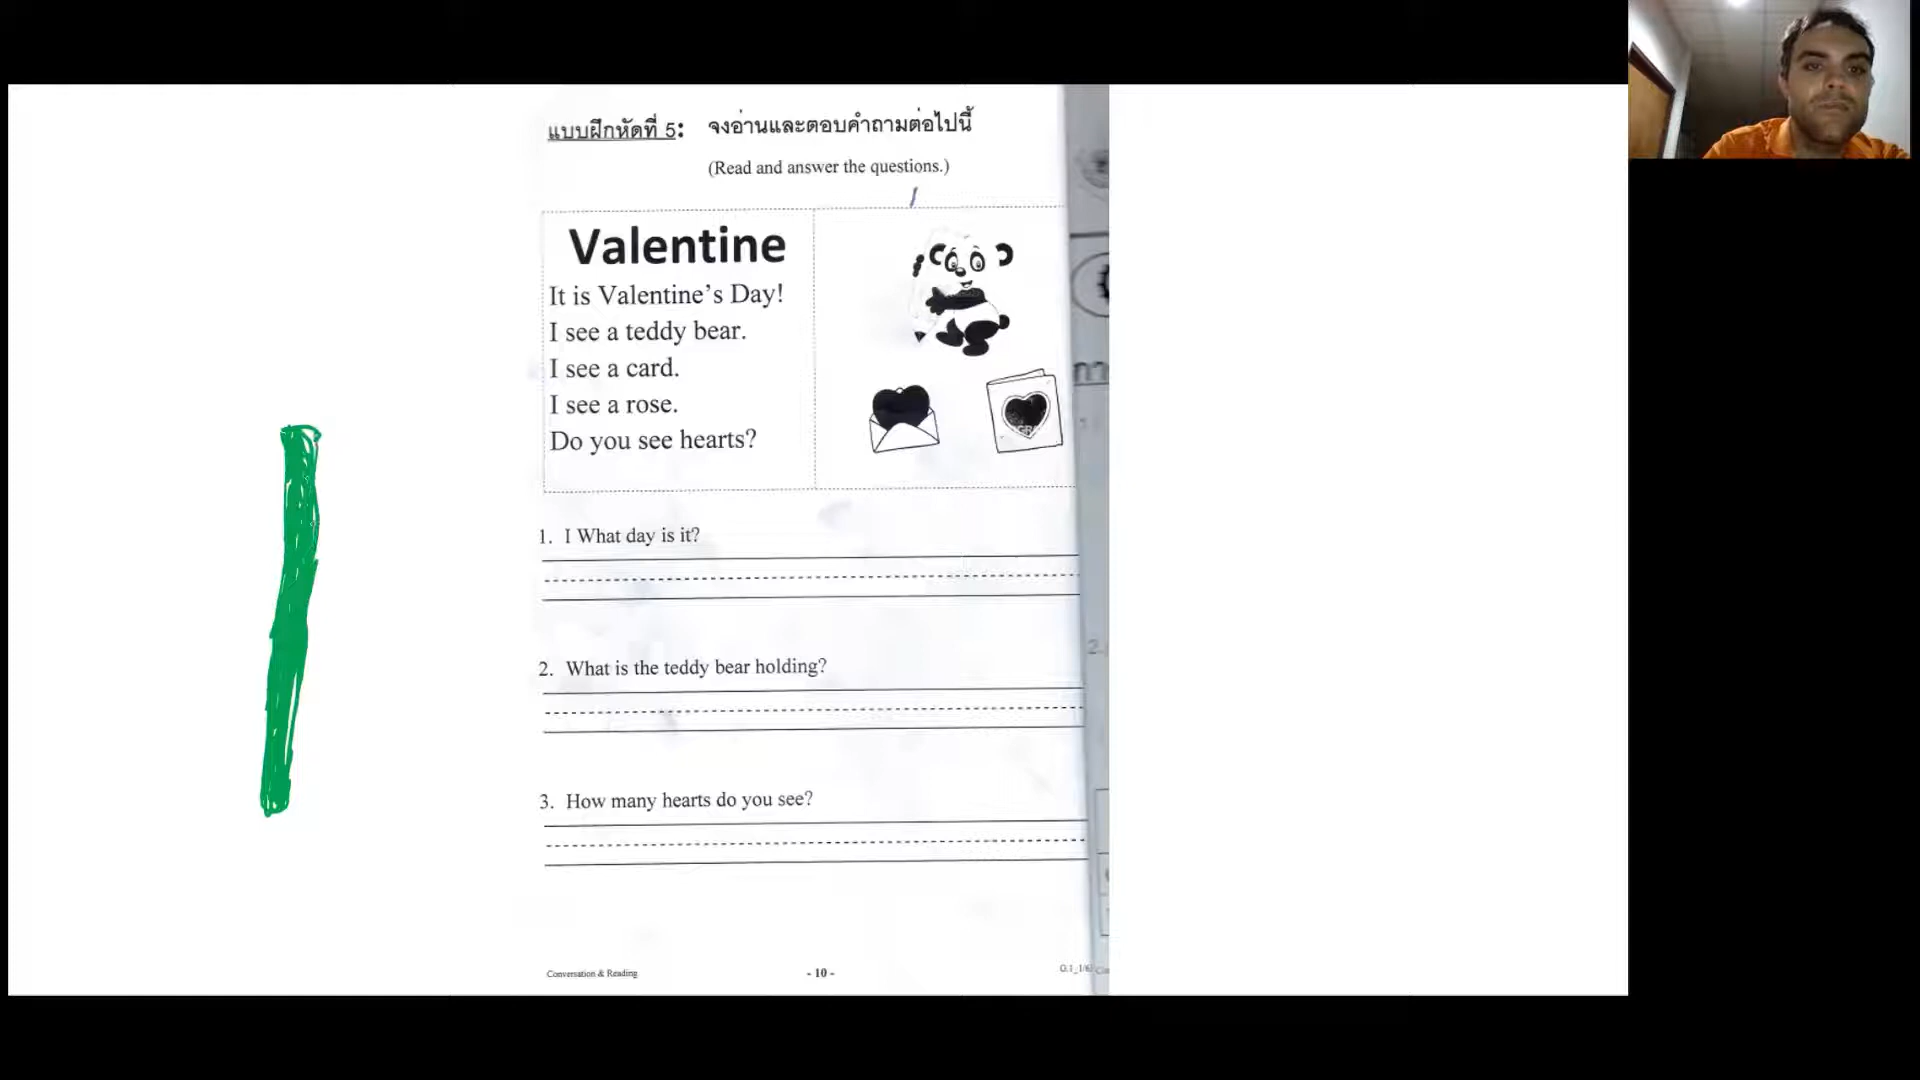 แบบฝึกหัดที่ 5: จงอ่านและตอบคำถามต่อไปนี้
(Read and answer the questions.)
Valentine
It is Valentine’s Day!
I see a teddy bear.
I see a card.
I see a rose.
Do you see hearts?
1. I What day is it?
2. What is the teddy bear holding?
3. How many hearts do you see?
Conversation & Reading
- 10 -